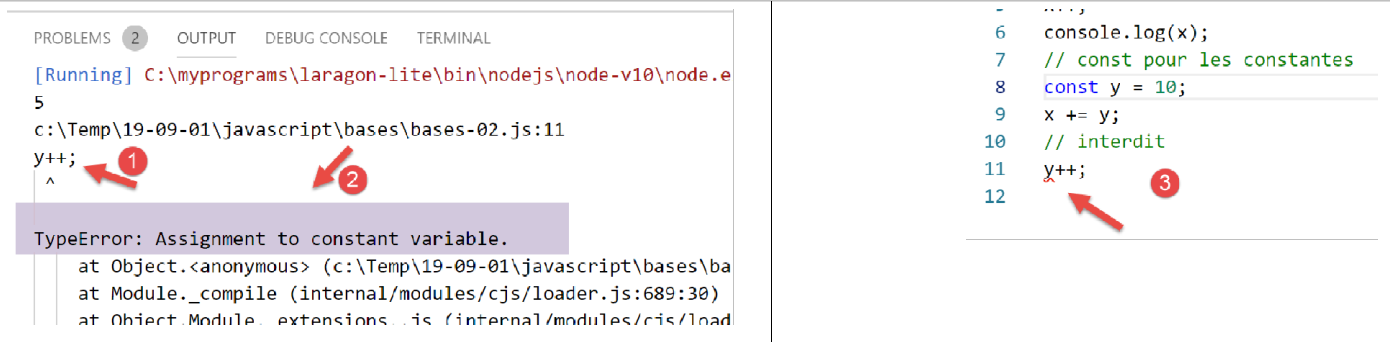 PROBLEMS 2 OUTPUT DEBUG CONSOLE TERMINAL
[Running] C:\myprograms\laragon-lite\bin\nodejs\node-v10\node.e
5
c:\Temp\19-09-01\javascript\bases\bases-02.js:11
y++;
1
^
2
TypeError: Assignment to constant variable.
at Object.<anonymous> (c:\Temp\19-09-01\javascript\bases\ba
at Module._compile (internal/modules/cjs/loader.js:689:30)
at Object.Module._extensions..js (internal/modules/cjs/load
6 console.log(x);
7 // const pour les constantes
8 const y = 10;
9 x += y;
10 // interdit
11 y++;
3
12